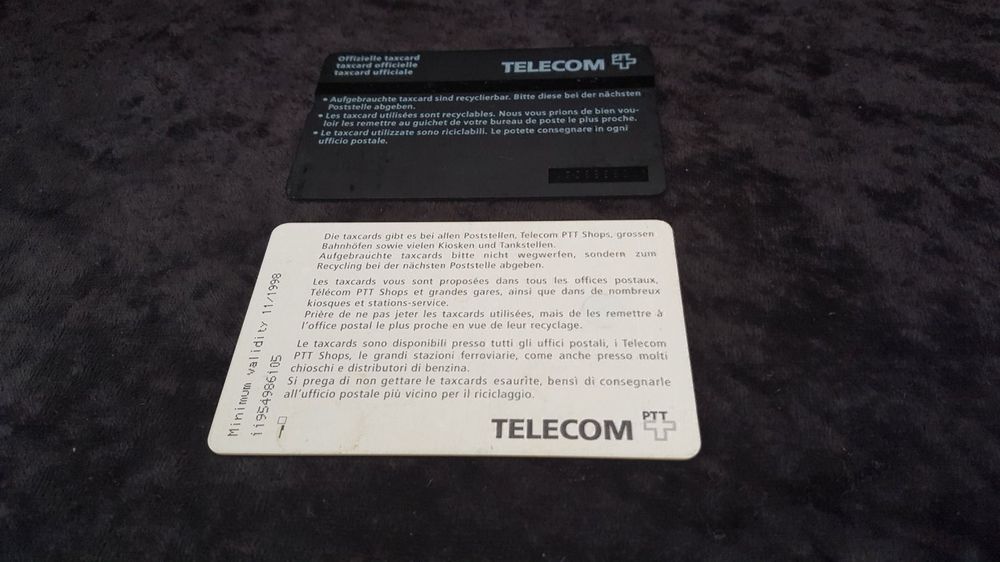 Offizielle taxcard
taxcard officielle
taxcard ufficiale
TELECOM PTT
• Aufgebrauchte taxcard sind recyclierbar. Bitte diese bei der nächsten
Poststelle abgeben.
• Les taxcard utilisées sont recyclables. Nous vous prions de bien vou-
loir les remettre au guichet de votre bureau de poste le plus proche.
• Le taxcard utilizzate sono riciclabili. Le potete consegnare in ogni
ufficio postale.
Die taxcards gibt es bei allen Poststellen, Telecom PTT Shops, grossen
Bahnhöfen sowie vielen Kiosken und Tankstellen.
Aufgebrauchte taxcards bitte nicht wegwerfen, sondern zum
Recycling bei der nächsten Poststelle abgeben.
Les taxcards vous sont proposées dans tous les offices postaux,
Télécom PTT Shops et grandes gares, ainsi que dans de nombreux
kiosques et stations-service.
Prière de ne pas jeter les taxcards utilisées, mais de les remettre à
l'office postal le plus proche en vue de leur recyclage.
Le taxcards sono disponibili presso tutti gli uffici postali, i Telecom
PTT Shops, le grandi stazioni ferroviarie, come anche presso molti
chioschi e distributori di benzina.
Si prega di non gettare le taxcards esaurite, bensì di consegnarle
all'ufficio postale più vicino per il riciclaggio.
Minimum validity 11/1998
ii954986105
TELECOM PTT